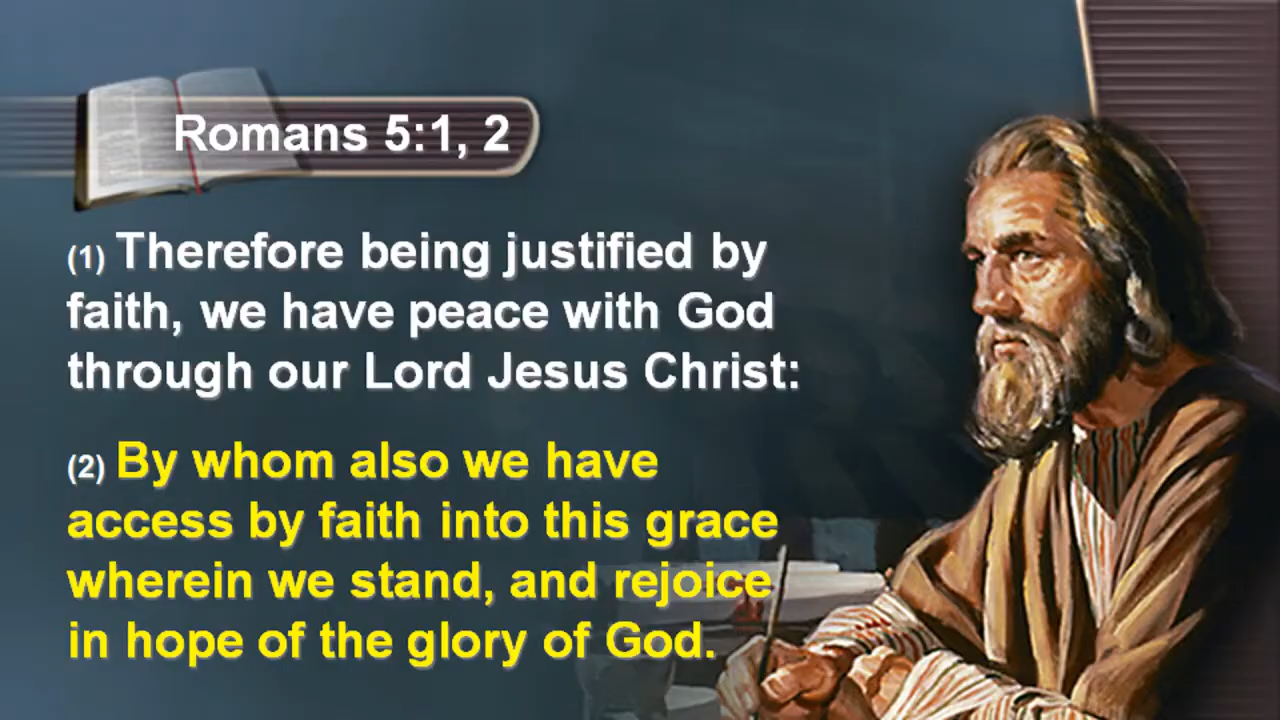 Romans 5:1, 2
(1) Therefore being justified by
faith, we have peace with God
through our Lord Jesus Christ:
(2) By whom also we have
access by faith into this grace
wherein we stand, and rejoice
in hope of the glory of God.